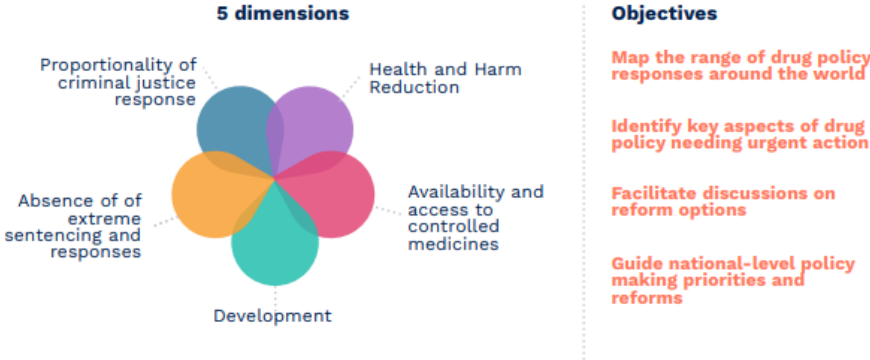 5 dimensions
Proportionality of
criminal justice
response
Health and Harm
Reduction
Absence of of
extreme
sentencing and
responses
Availability and
access to
controlled
medicines
Development
Objectives
Map the range of drug policy
responses around the world
Identify key aspects of drug
policy needing urgent action
Facilitate discussions on
reform options
Guide national-level policy
making priorities and
reforms